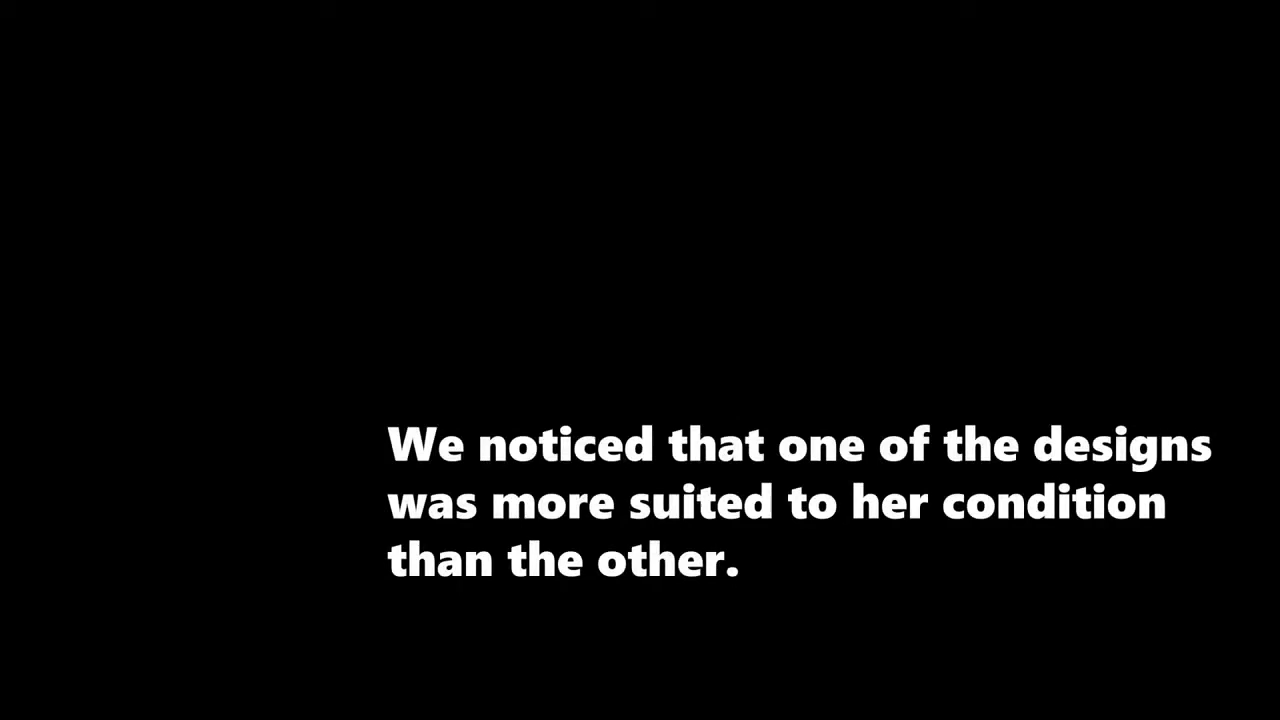 We noticed that one of the designs
was more suited to her condition
than the other.